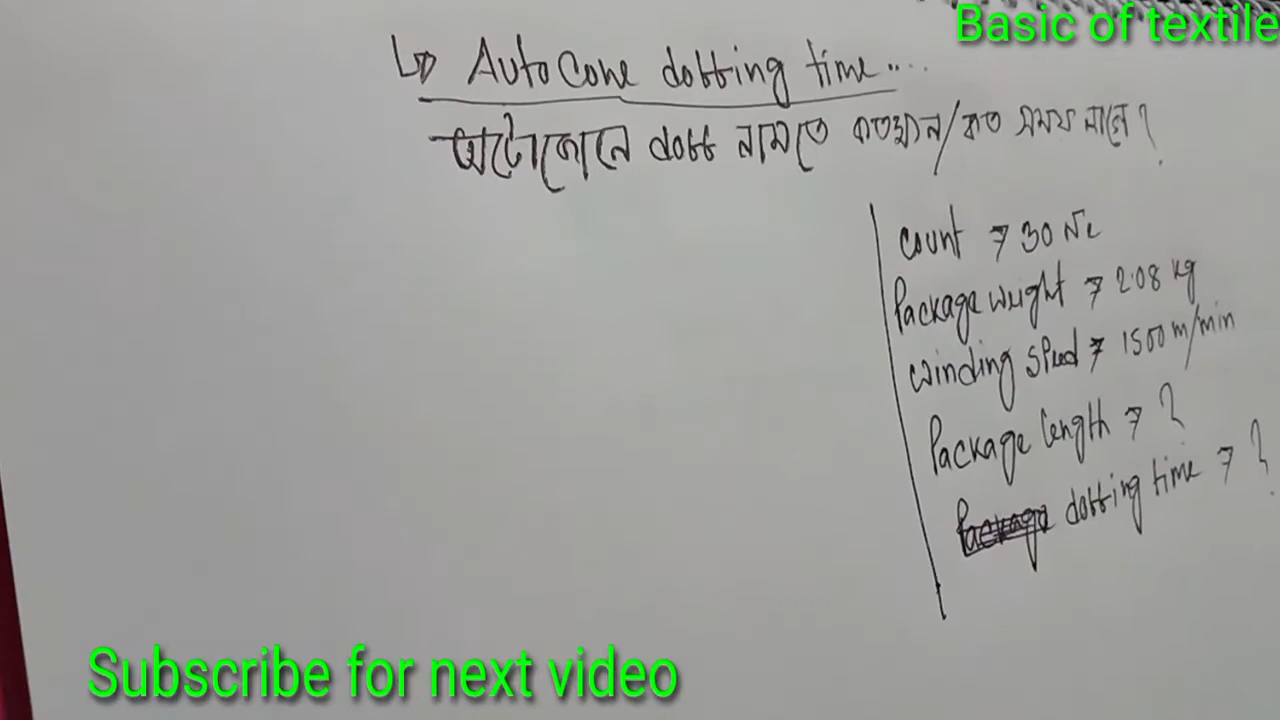 Basic of textile
↳ AutoCone doffing time.....
অটোকোনে doff নামতে কতক্ষন/কত সময় লাগে?
Count → 30 Ne
Package weight → 2.08 kg
Winding speed → 1500 m/min
Package length → ?
doffing time → ?
Subscribe for next video